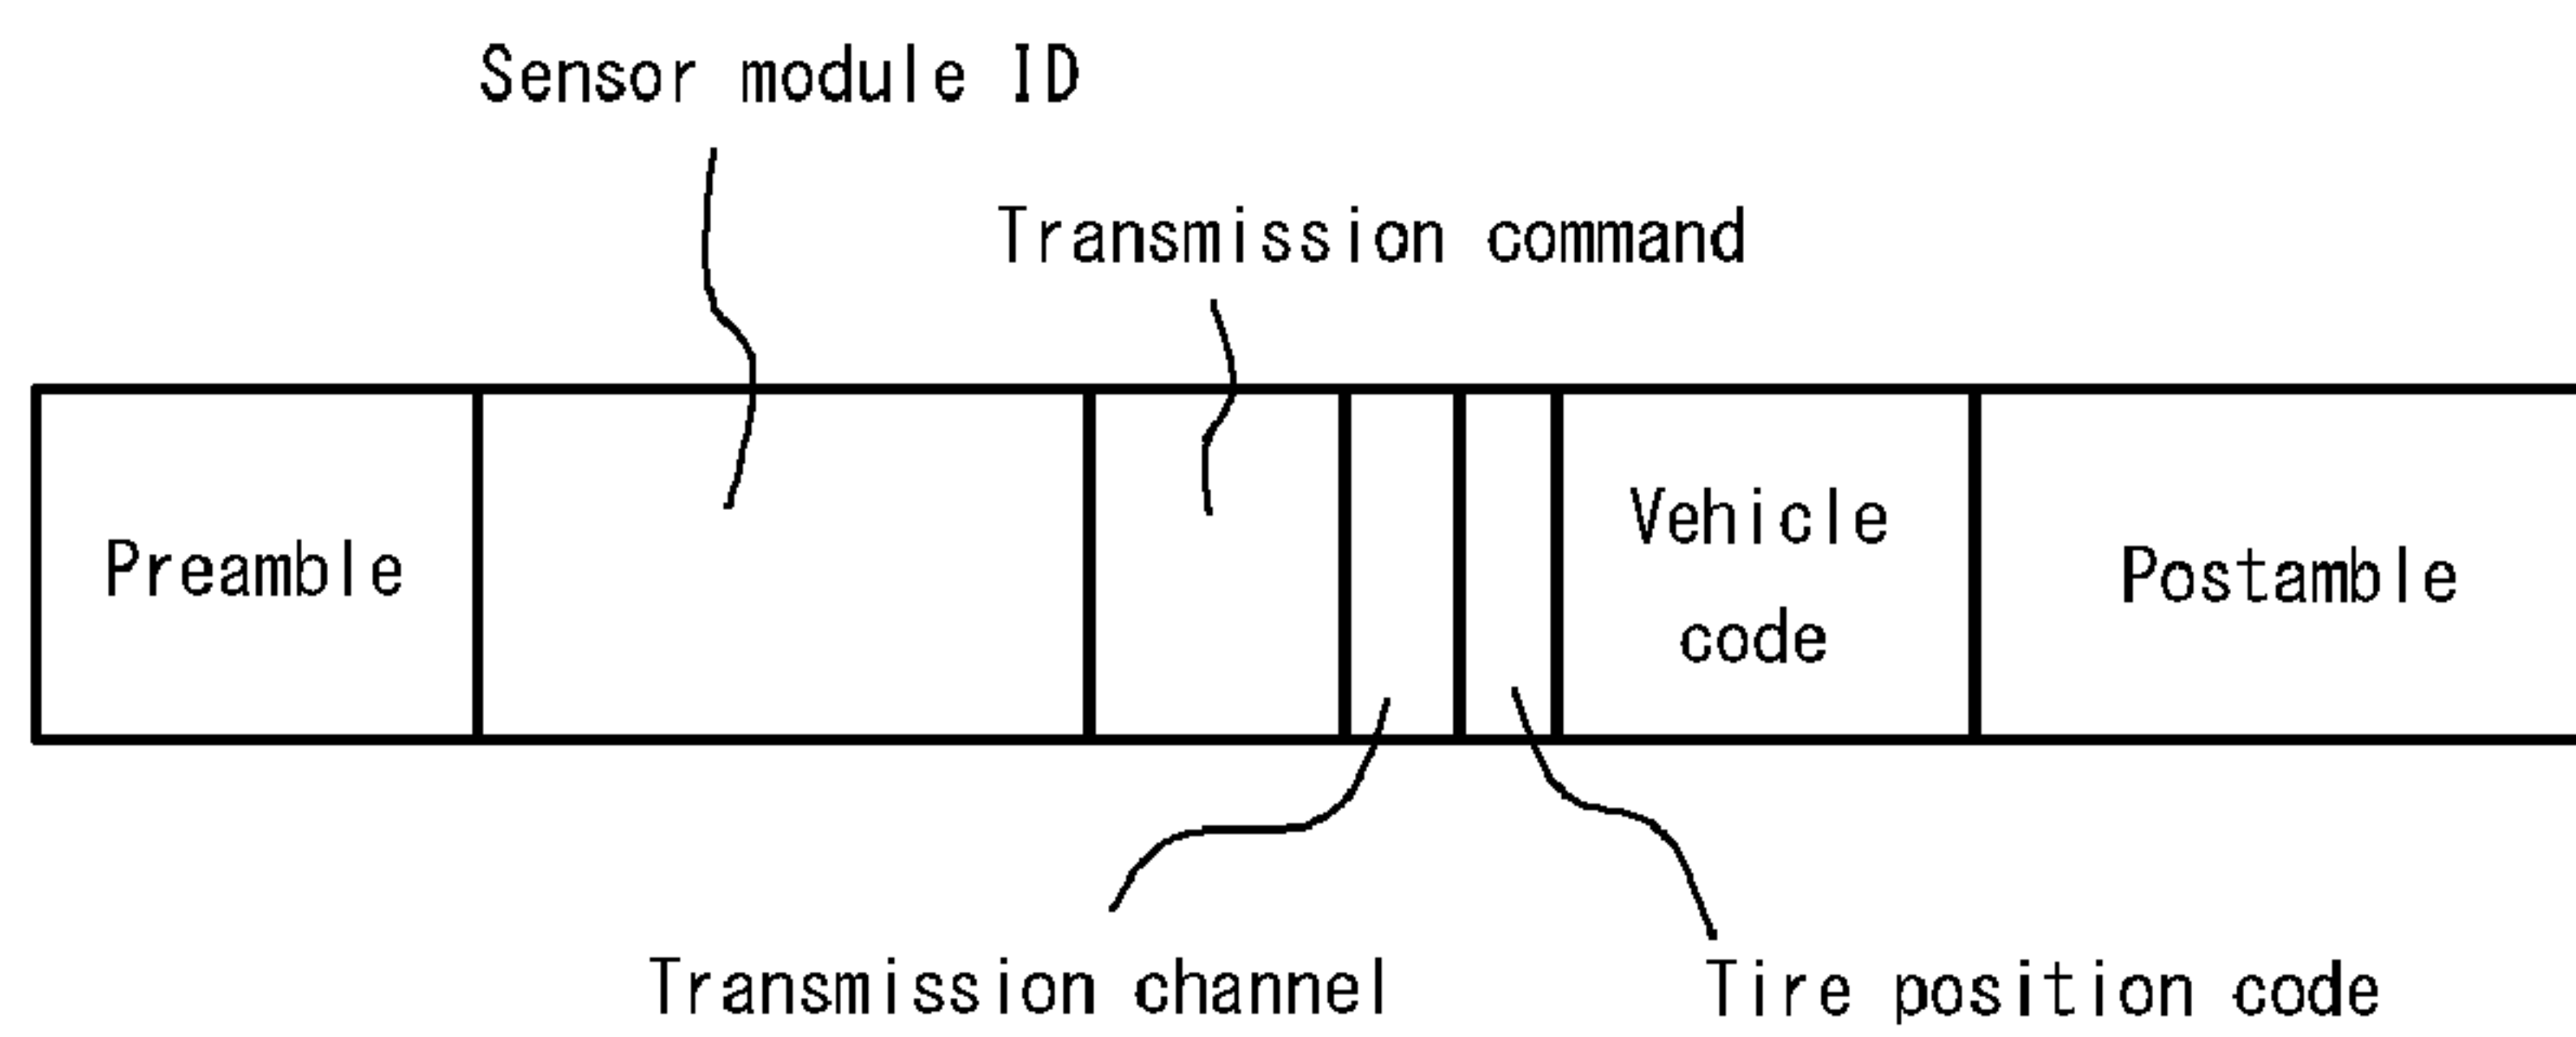 Sensor module ID
Transmission command
Preamble
Vehicle
code
Postamble
Transmission channel
Tire position code